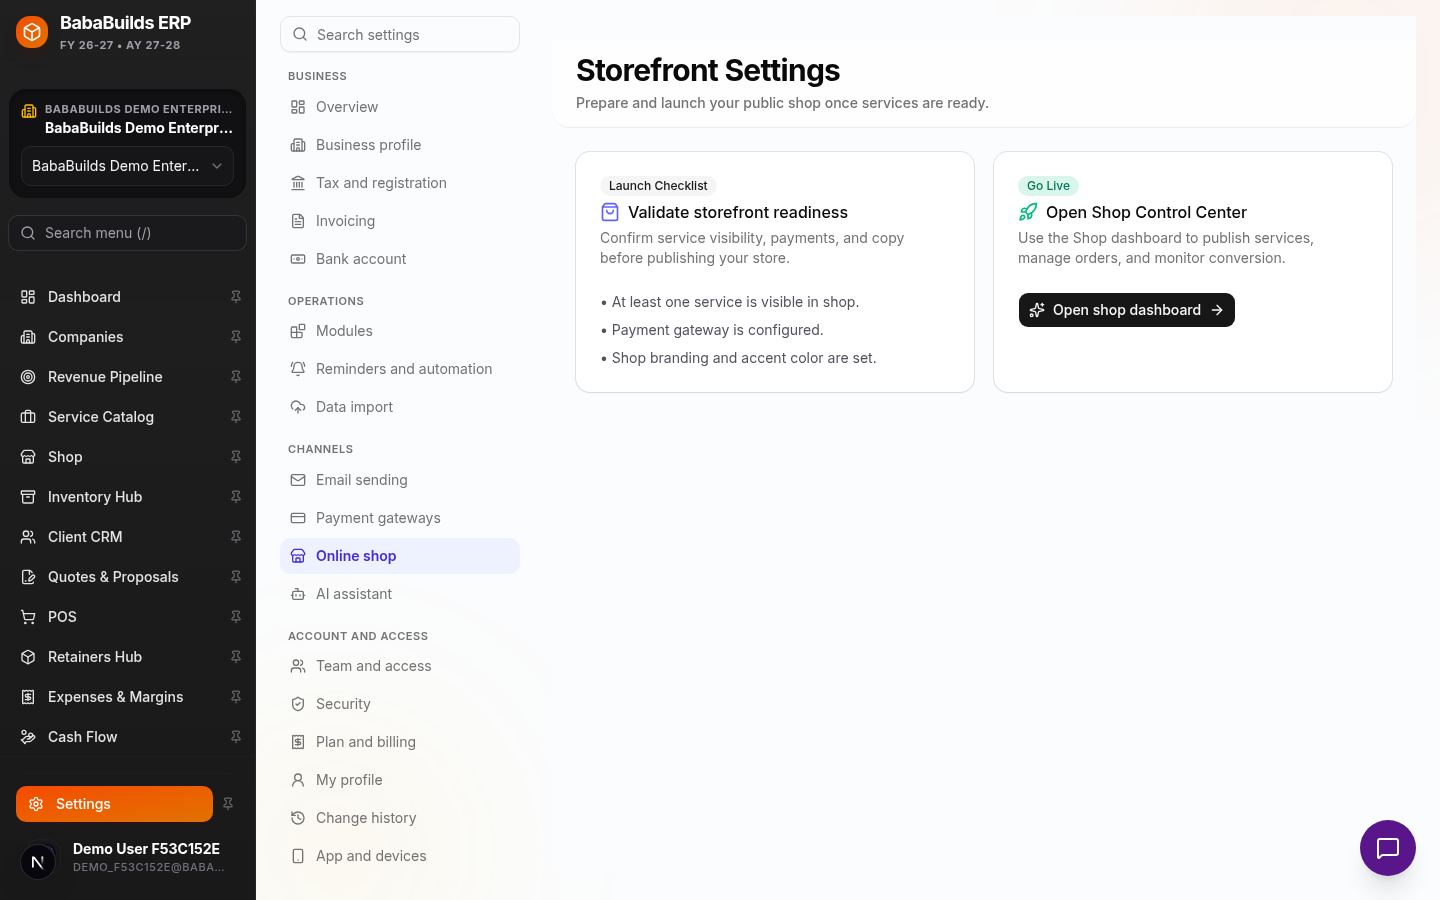 BabaBuilds ERP
FY 26-27 • AY 27-28
BABABUILDS DEMO ENTERPRI...
BabaBuilds Demo Enterpr...
BabaBuilds Demo Enter...
Search menu (/)
Dashboard
Companies
Revenue Pipeline
Service Catalog
Shop
Inventory Hub
Client CRM
Quotes & Proposals
POS
Retainers Hub
Expenses & Margins
Cash Flow
Settings
N
Demo User F53C152E
DEMO_F53C152E@BABA...
Search settings
BUSINESS
Overview
Business profile
Tax and registration
Invoicing
Bank account
OPERATIONS
Modules
Reminders and automation
Data import
CHANNELS
Email sending
Payment gateways
Online shop
AI assistant
ACCOUNT AND ACCESS
Team and access
Security
Plan and billing
My profile
Change history
App and devices
Storefront Settings
Prepare and launch your public shop once services are ready.
Launch Checklist
Validate storefront readiness
Confirm service visibility, payments, and copy
before publishing your store.
• At least one service is visible in shop.
• Payment gateway is configured.
• Shop branding and accent color are set.
Go Live
Open Shop Control Center
Use the Shop dashboard to publish services,
manage orders, and monitor conversion.
Open shop dashboard